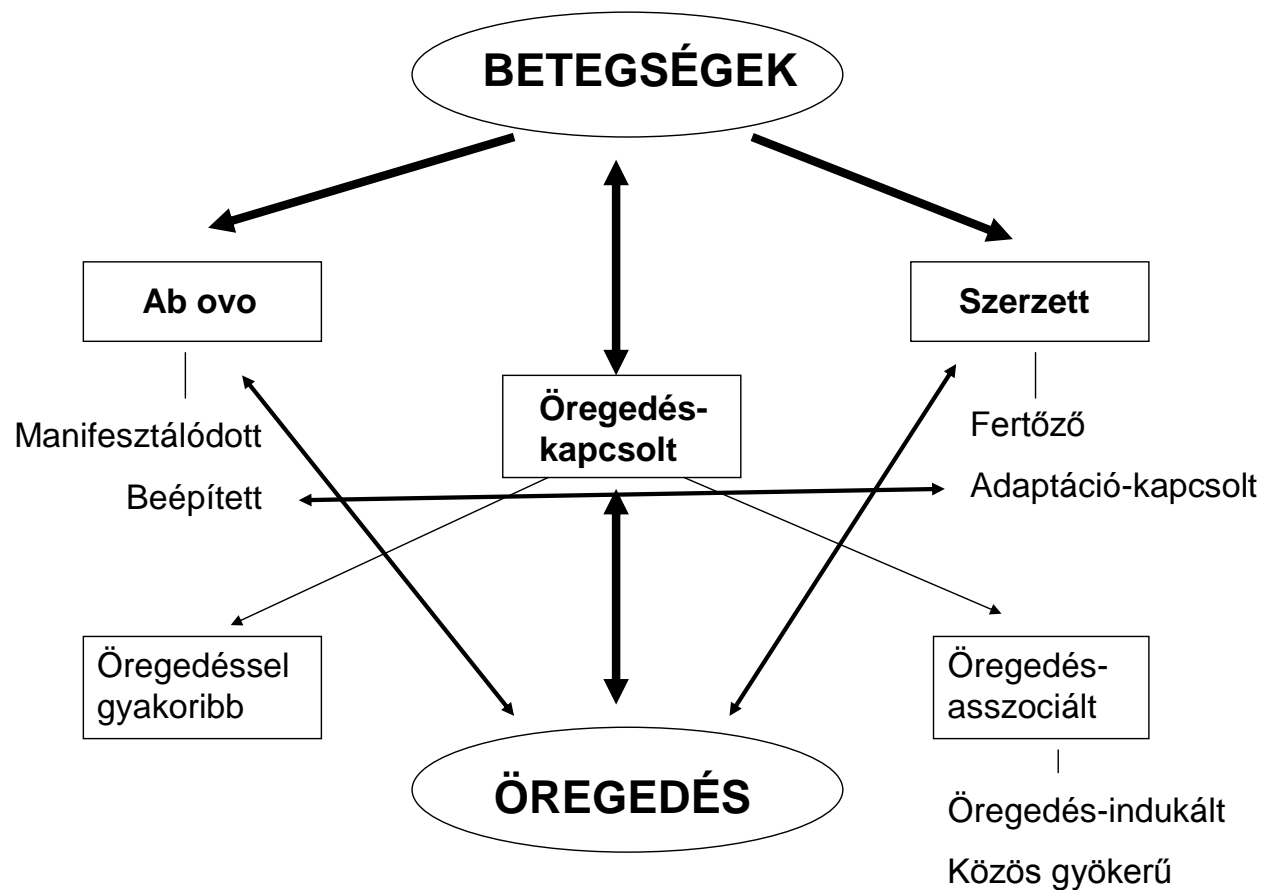 BETEGSÉGEK
Ab ovo
Szerzett
Öregedés-
kapcsolt
Manifesztálódott
Fertőző
Beépített
Adaptáció-kapcsolt
Öregedéssel
gyakoribb
Öregedés-
asszociált
ÖREGEDÉS
Öregedés-indukált
Közös gyökerű